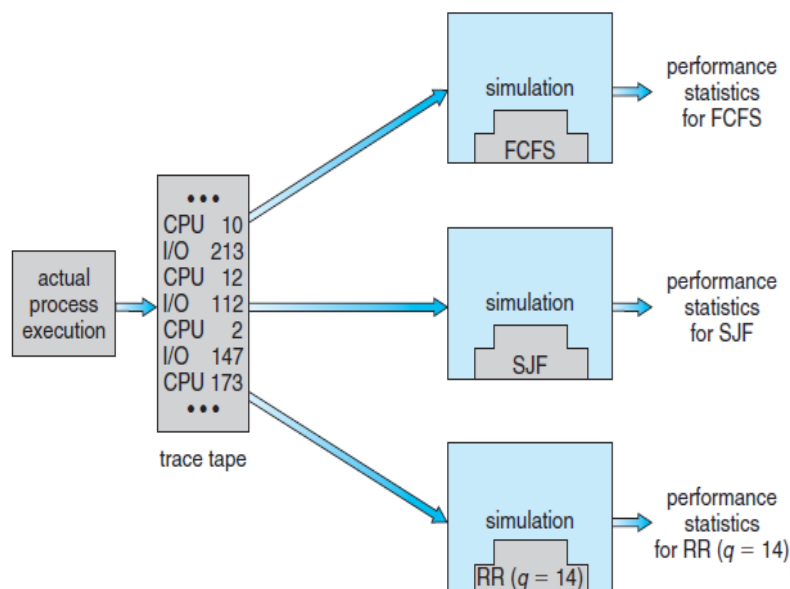 actual
process
execution
•••
CPU 10
I/O 213
CPU 12
I/O 112
CPU 2
I/O 147
CPU 173
•••
trace tape
simulation
FCFS
performance
statistics
for FCFS
simulation
SJF
performance
statistics
for SJF
simulation
RR (q = 14)
performance
statistics
for RR (q = 14)